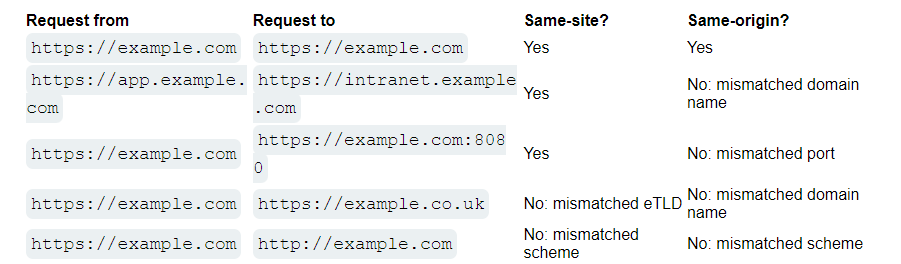 Request from Request to Same-site? Same-origin?
https://example.com https://example.com Yes Yes
https://app.example.com https://intranet.example.com Yes No: mismatched domain name
https://example.com https://example.com:8080 Yes No: mismatched port
https://example.com https://example.co.uk No: mismatched eTLD No: mismatched domain name
https://example.com http://example.com No: mismatched scheme No: mismatched scheme